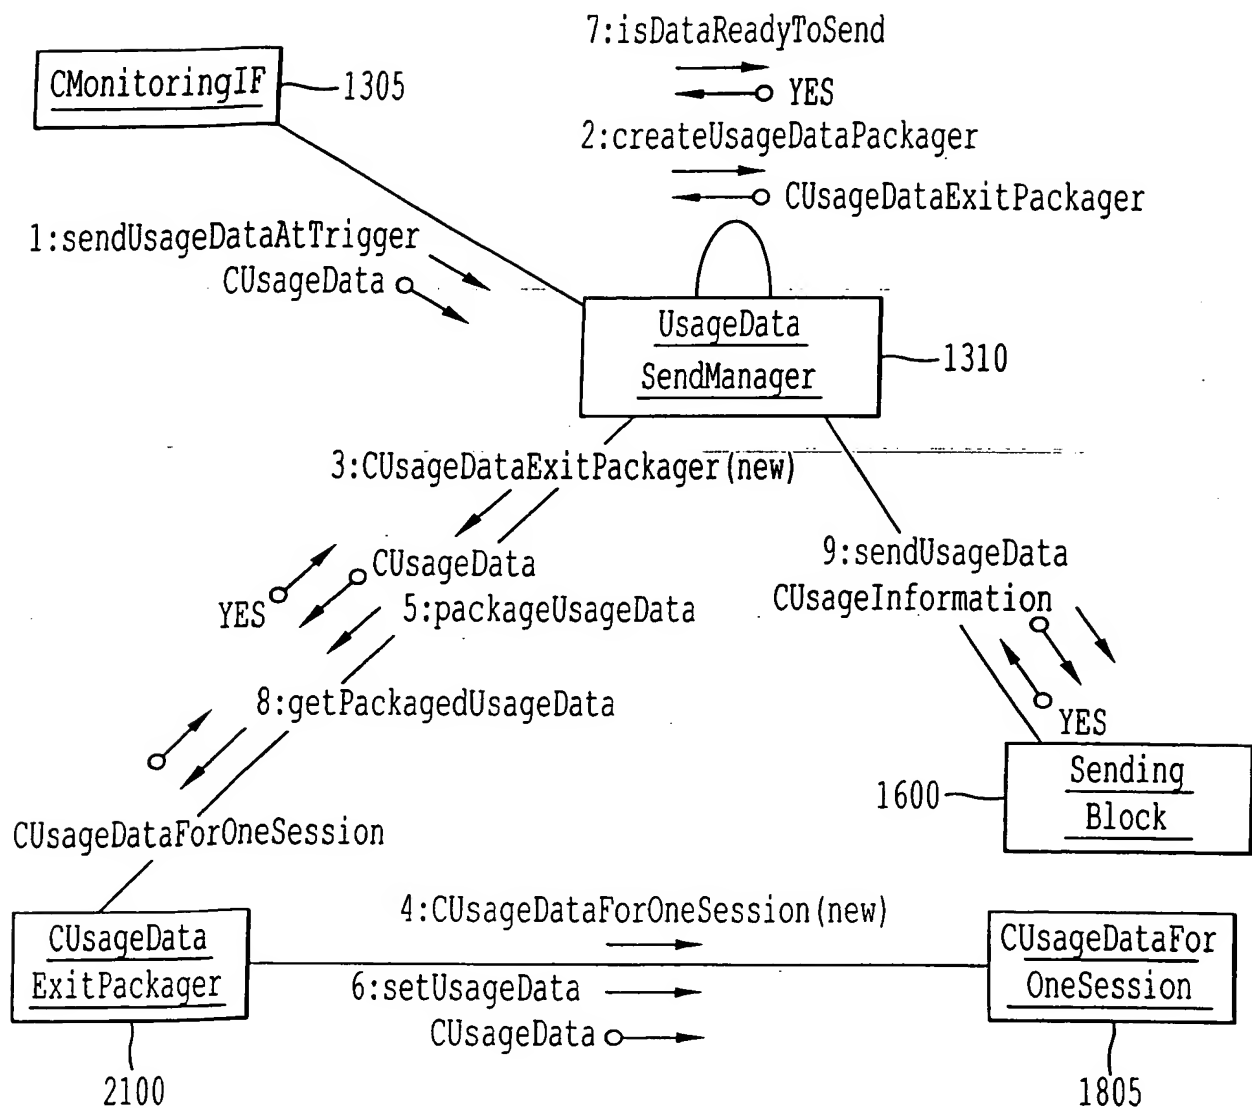 7:isDataReadyToSend
CMonitoringIF
1305
YES
2:createUsageDataPackager
CUsageDataExitPackager
1:sendUsageDataAtTrigger
CUsageData
UsageData
SendManager
1310
3:CUsageDataExitPackager(new)
CUsageData
YES
5:packageUsageData
9:sendUsageData
CUsageInformation
8:getPackagedUsageData
YES
Sending
Block
1600
CUsageDataForOneSession
4:CUsageDataForOneSession(new)
CUsageData
ExitPackager
CUsageDataFor
OneSession
6:setUsageData
CUsageData
2100
1805